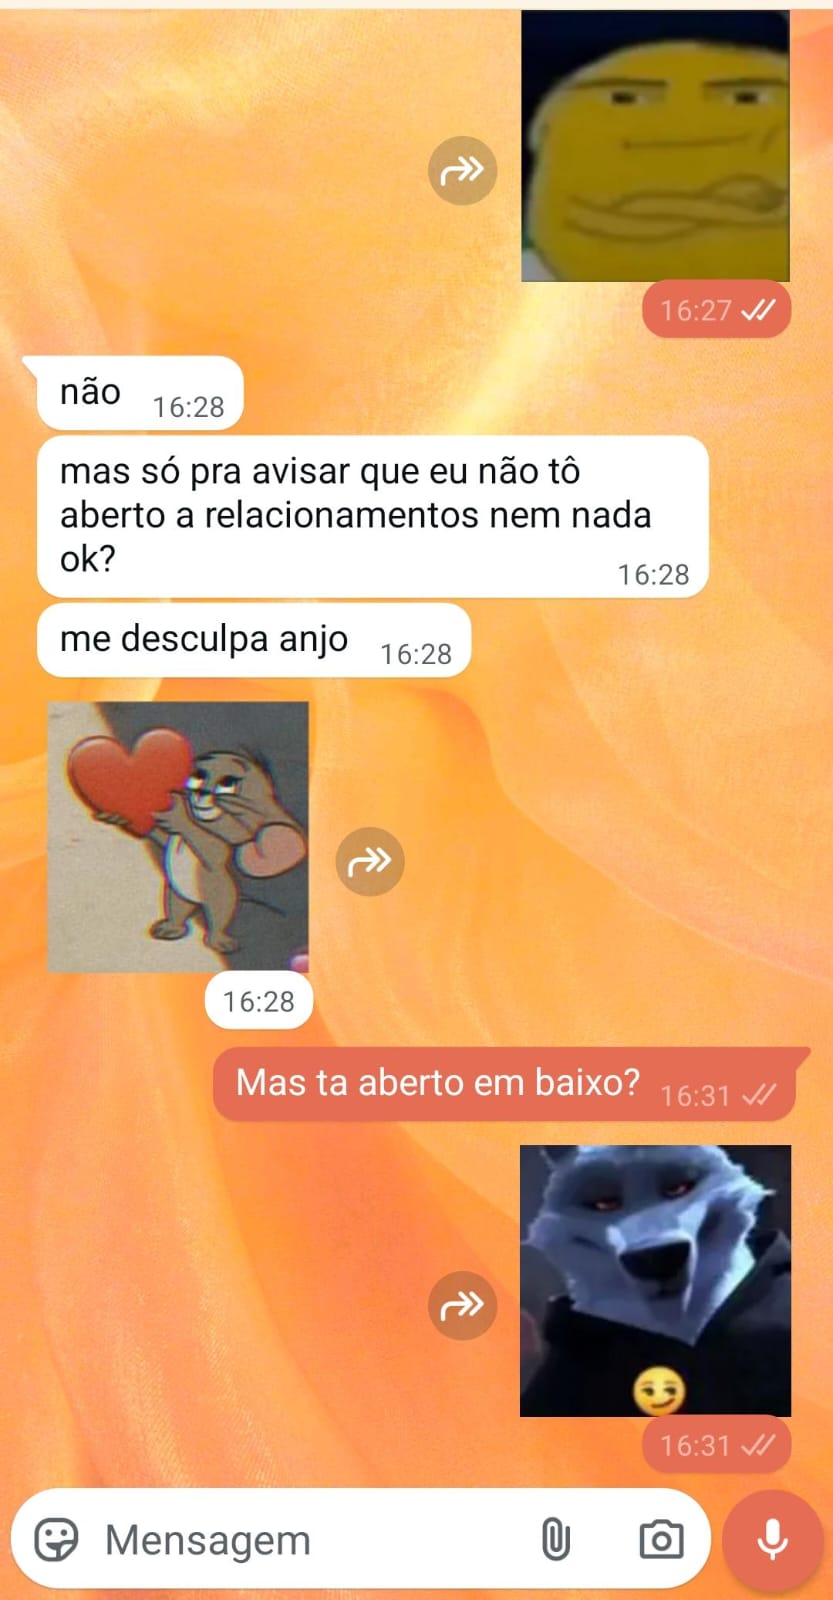 16:27
não 16:28
mas só pra avisar que eu não tô
aberto a relacionamentos nem nada
ok? 16:28
me desculpa anjo 16:28
16:28
Mas ta aberto em baixo? 16:31
16:31
Mensagem